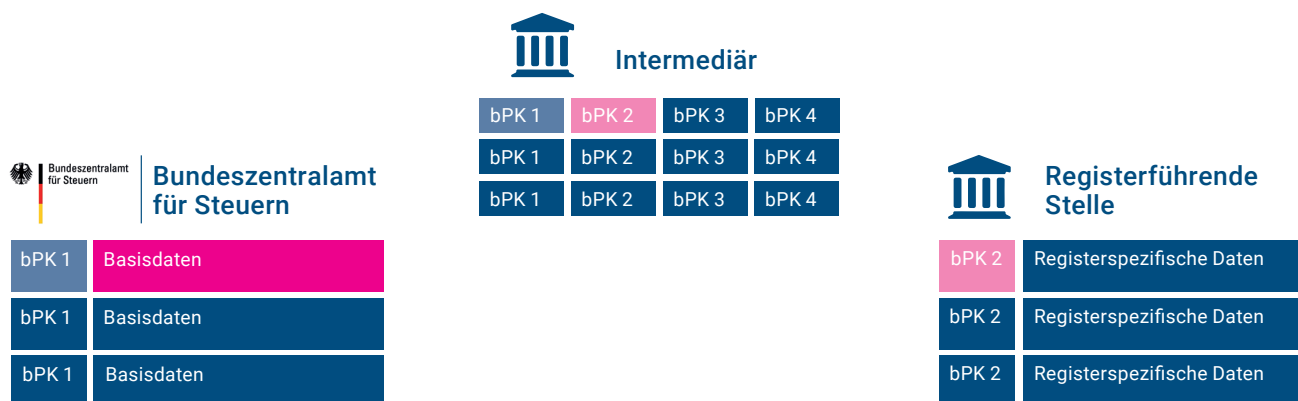 Intermediär
bPK 1 bPK 2 bPK 3 bPK 4
bPK 1 bPK 2 bPK 3 bPK 4
bPK 1 bPK 2 bPK 3 bPK 4
Bundeszentralamt
für Steuern
Bundeszentralamt
für Steuern
bPK 1 Basisdaten
bPK 1 Basisdaten
bPK 1 Basisdaten
Registerführende
Stelle
bPK 2 Registerspezifische Daten
bPK 2 Registerspezifische Daten
bPK 2 Registerspezifische Daten